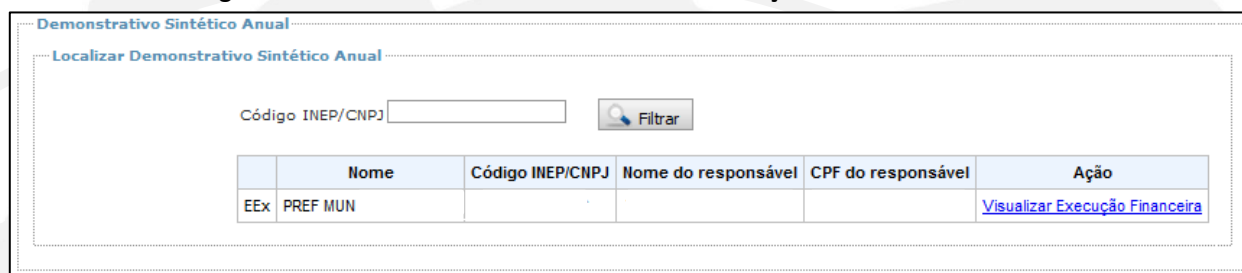 Demonstrativo Sintético Anual
Localizar Demonstrativo Sintético Anual
Código INEP/CNPJ Filtrar
Nome Código INEP/CNPJ Nome do responsável CPF do responsável Ação
EEx PREF MUN Visualizar Execução Financeira